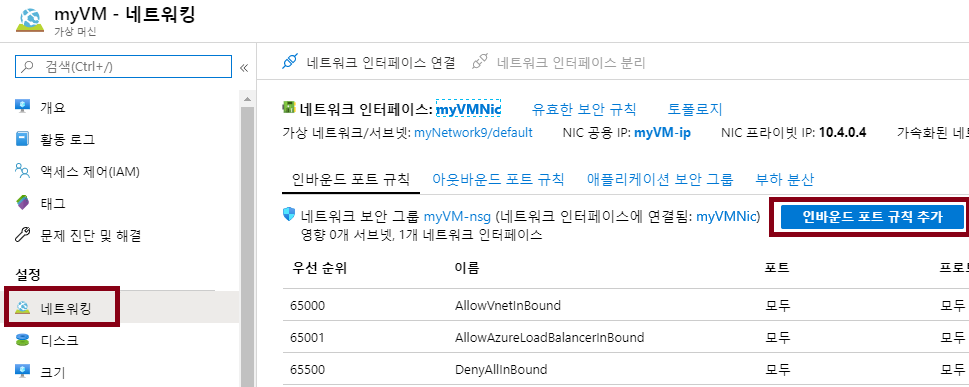 myVM - 네트워킹
가상 머신
검색(Ctrl+/)
«
개요
활동 로그
액세스 제어(IAM)
태그
문제 진단 및 해결
설정
네트워킹
디스크
크기
네트워크 인터페이스 연결 네트워크 인터페이스 분리
네트워크 인터페이스: myVMNic 유효한 보안 규칙 토폴로지
가상 네트워크/서브넷: myNetwork9/default NIC 공용 IP: myVM-ip NIC 프라이빗 IP: 10.4.0.4 가속화된 네트
인바운드 포트 규칙 아웃바운드 포트 규칙 애플리케이션 보안 그룹 부하 분산
네트워크 보안 그룹 myVM-nsg (네트워크 인터페이스에 연결됨: myVMNic) 인바운드 포트 규칙 추가
영향 0개 서브넷, 1개 네트워크 인터페이스
우선 순위 이름 포트 프로토
65000 AllowVnetInBound 모두 모두
65001 AllowAzureLoadBalancerInBound 모두 모두
65500 DenyAllInBound 모두 모두